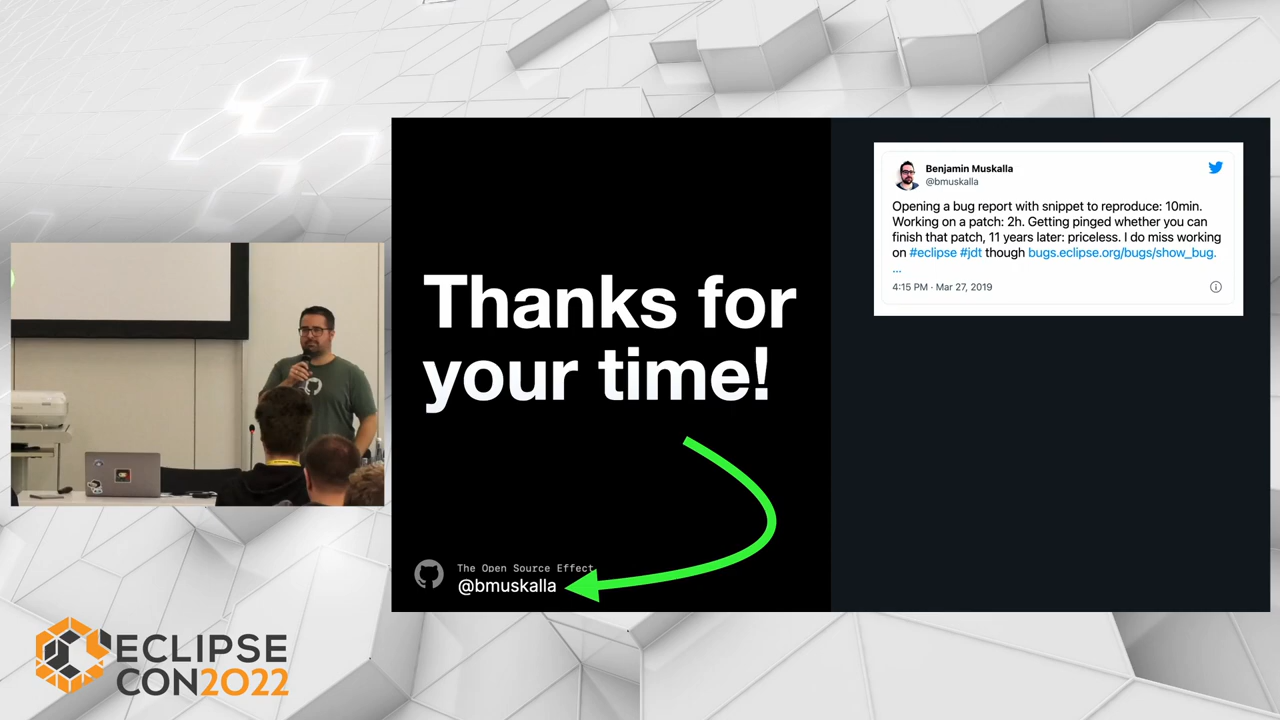 Thanks for
your time!
The Open Source Effect
@bmuskalla
Benjamin Muskalla
@bmuskalla
Opening a bug report with snippet to reproduce: 10min.
Working on a patch: 2h. Getting pinged whether you can
finish that patch, 11 years later: priceless. I do miss working
on #eclipse #jdt though bugs.eclipse.org/bugs/show_bug.
...
4:15 PM · Mar 27, 2019
ECLIPSE
CON2022